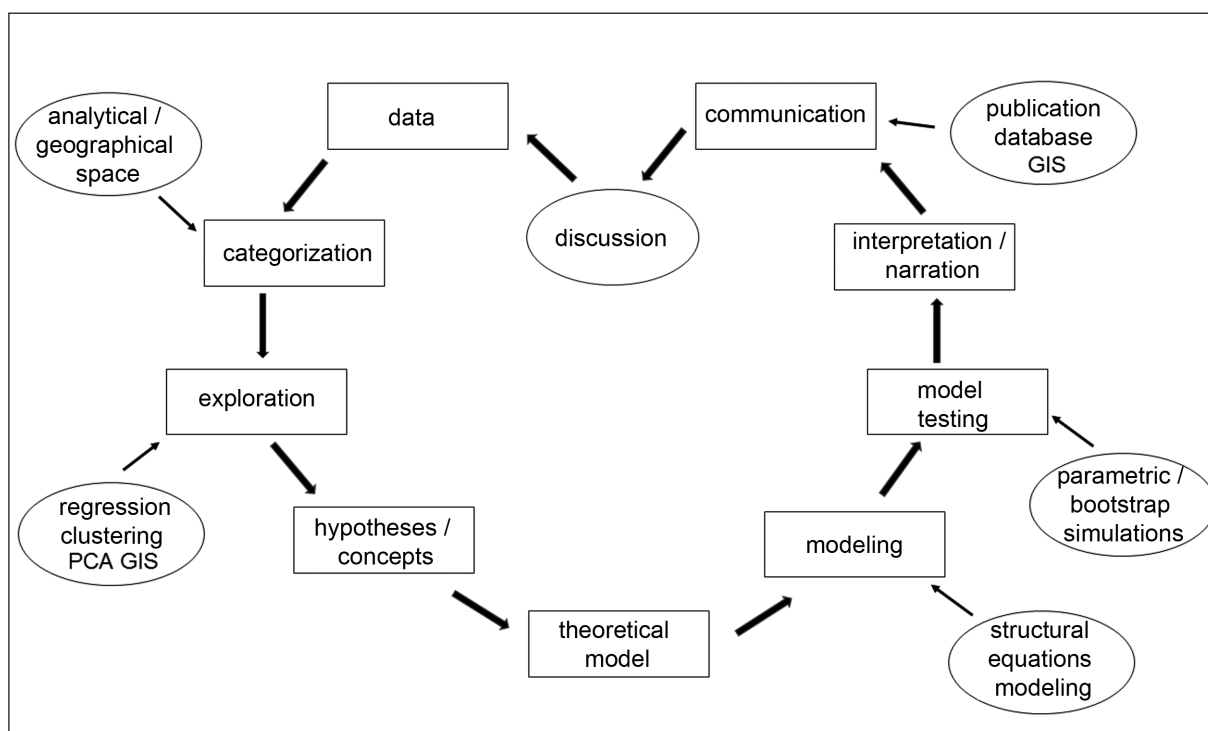 analytical /
geographical
space
data
communication
publication
database
GIS
categorization
discussion
interpretation /
narration
exploration
model
testing
regression
clustering
PCA GIS
hypotheses /
concepts
modeling
parametric /
bootstrap
simulations
theoretical
model
structural
equations
modeling